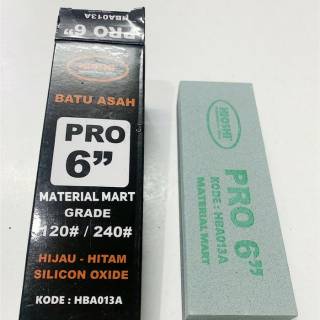 PRO 6"
HBA013A
BATU ASAH
PRO
6"
MATERIAL MART
GRADE
120# / 240#
HIJAU - HITAM
SILICON OXIDE
KODE : HBA013A
PRO 6"
KODE : HBA013A
MATERIAL MART